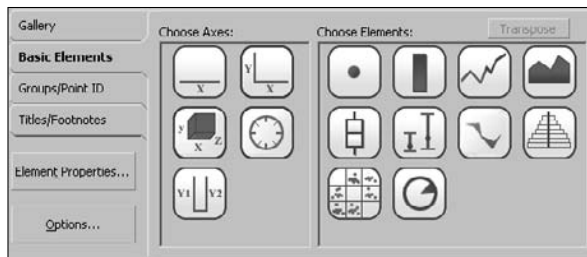 Gallery
Basic Elements
Groups/Point ID
Titles/Footnotes
Element Properties...
Options...
Choose Axes:
X
Y X
y X Z
Y1 Y2
Choose Elements:
Transpose